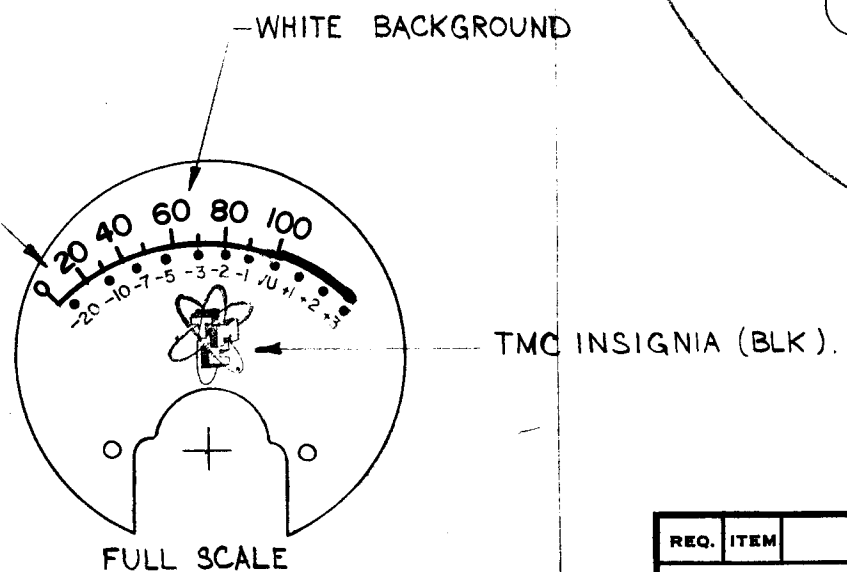 WHITE BACKGROUND
0 20 40 60 80 100
-20 -10 -7 -5 -3 -2 -1 VU +1 +2 +3
TMC INSIGNIA (BLK).
FULL SCALE
REQ. ITEM